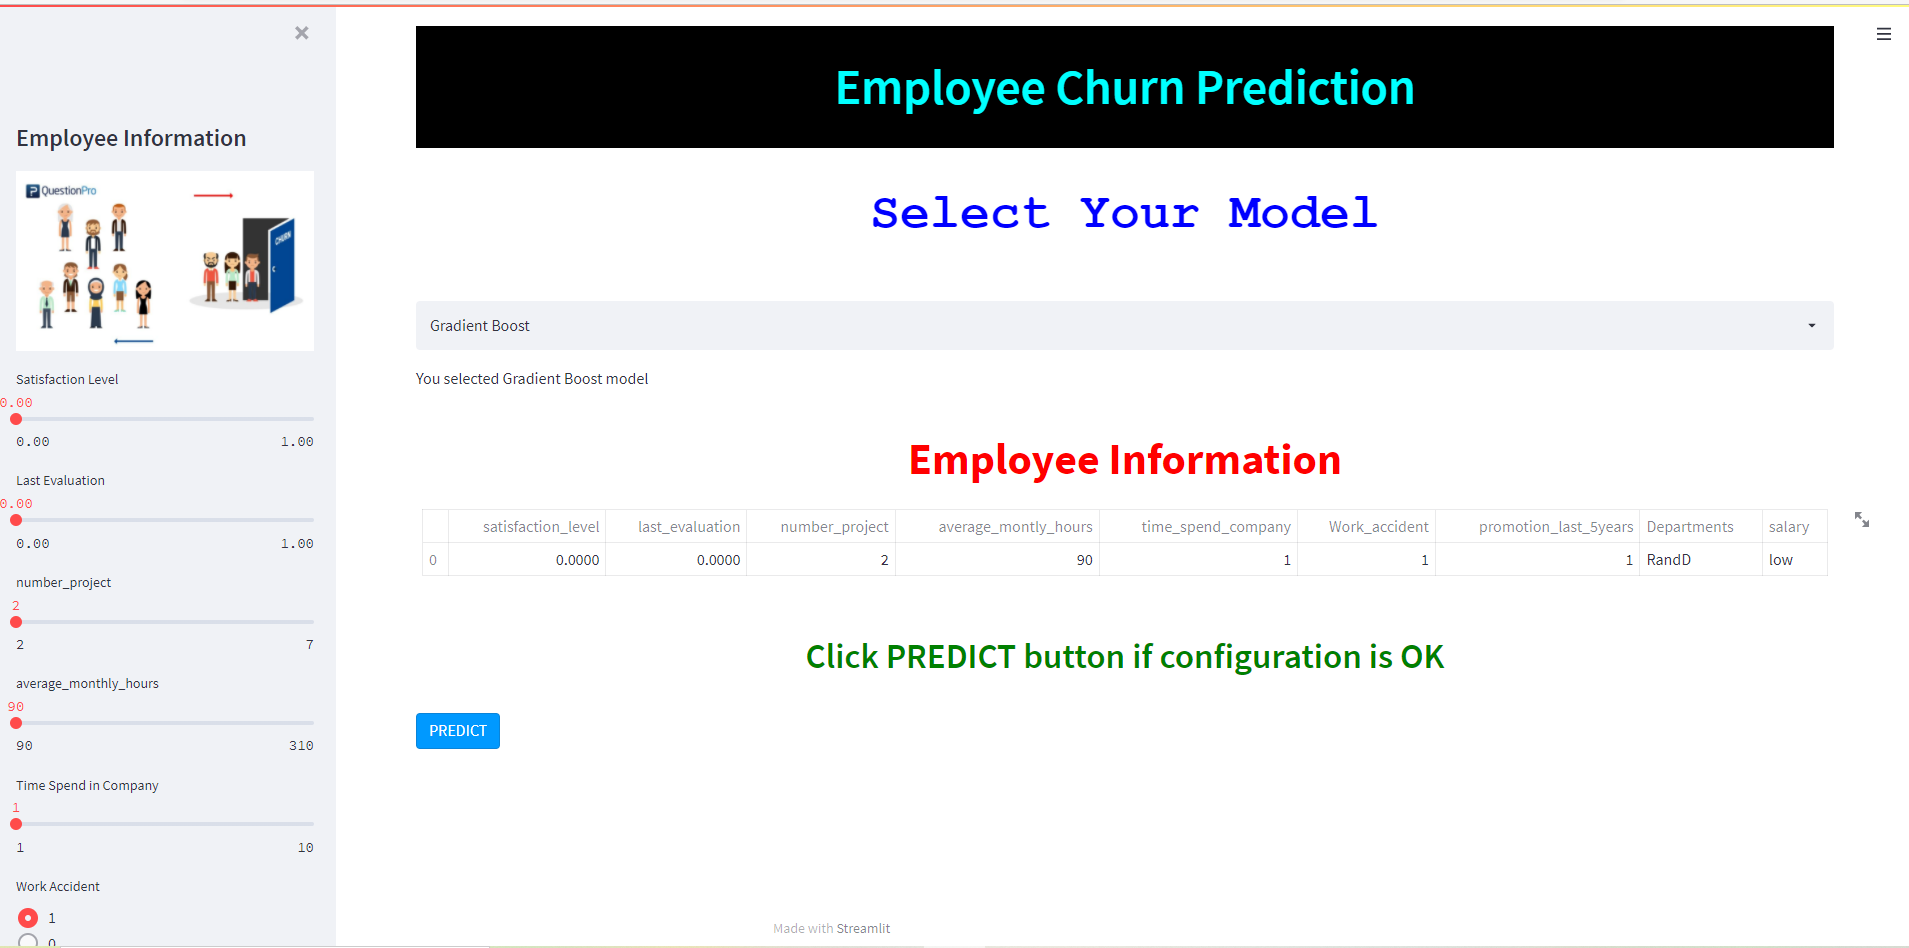 ×
Employee Information
QuestionPro
CHURN
Satisfaction Level
0.00
0.00 1.00
Last Evaluation
0.00
0.00 1.00
number_project
2
2 7
average_monthly_hours
90
90 310
Time Spend in Company
1
1 10
Work Accident
1
0
Employee Churn Prediction
Select Your Model
Gradient Boost
You selected Gradient Boost model
Employee Information
satisfaction_level last_evaluation number_project average_montly_hours time_spend_company Work_accident promotion_last_5years Departments salary
0 0.0000 0.0000 2 90 1 1 1 RandD low
Click PREDICT button if configuration is OK
PREDICT
Made with Streamlit